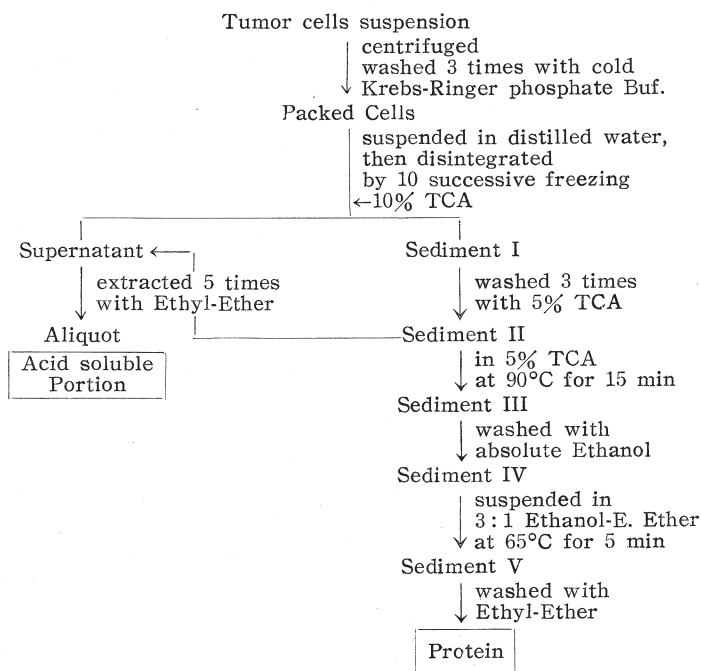 Tumor cells suspension
centrifuged
washed 3 times with cold
Krebs-Ringer phosphate Buf.
Packed Cells
suspended in distilled water,
then disintegrated
by 10 successive freezing
←10% TCA
Supernatant
extracted 5 times
with Ethyl-Ether
Aliquot
Acid soluble
Portion
Sediment I
washed 3 times
with 5% TCA
Sediment II
in 5% TCA
at 90°C for 15 min
Sediment III
washed with
absolute Ethanol
Sediment IV
suspended in
3:1 Ethanol-E. Ether
at 65°C for 5 min
Sediment V
washed with
Ethyl-Ether
Protein